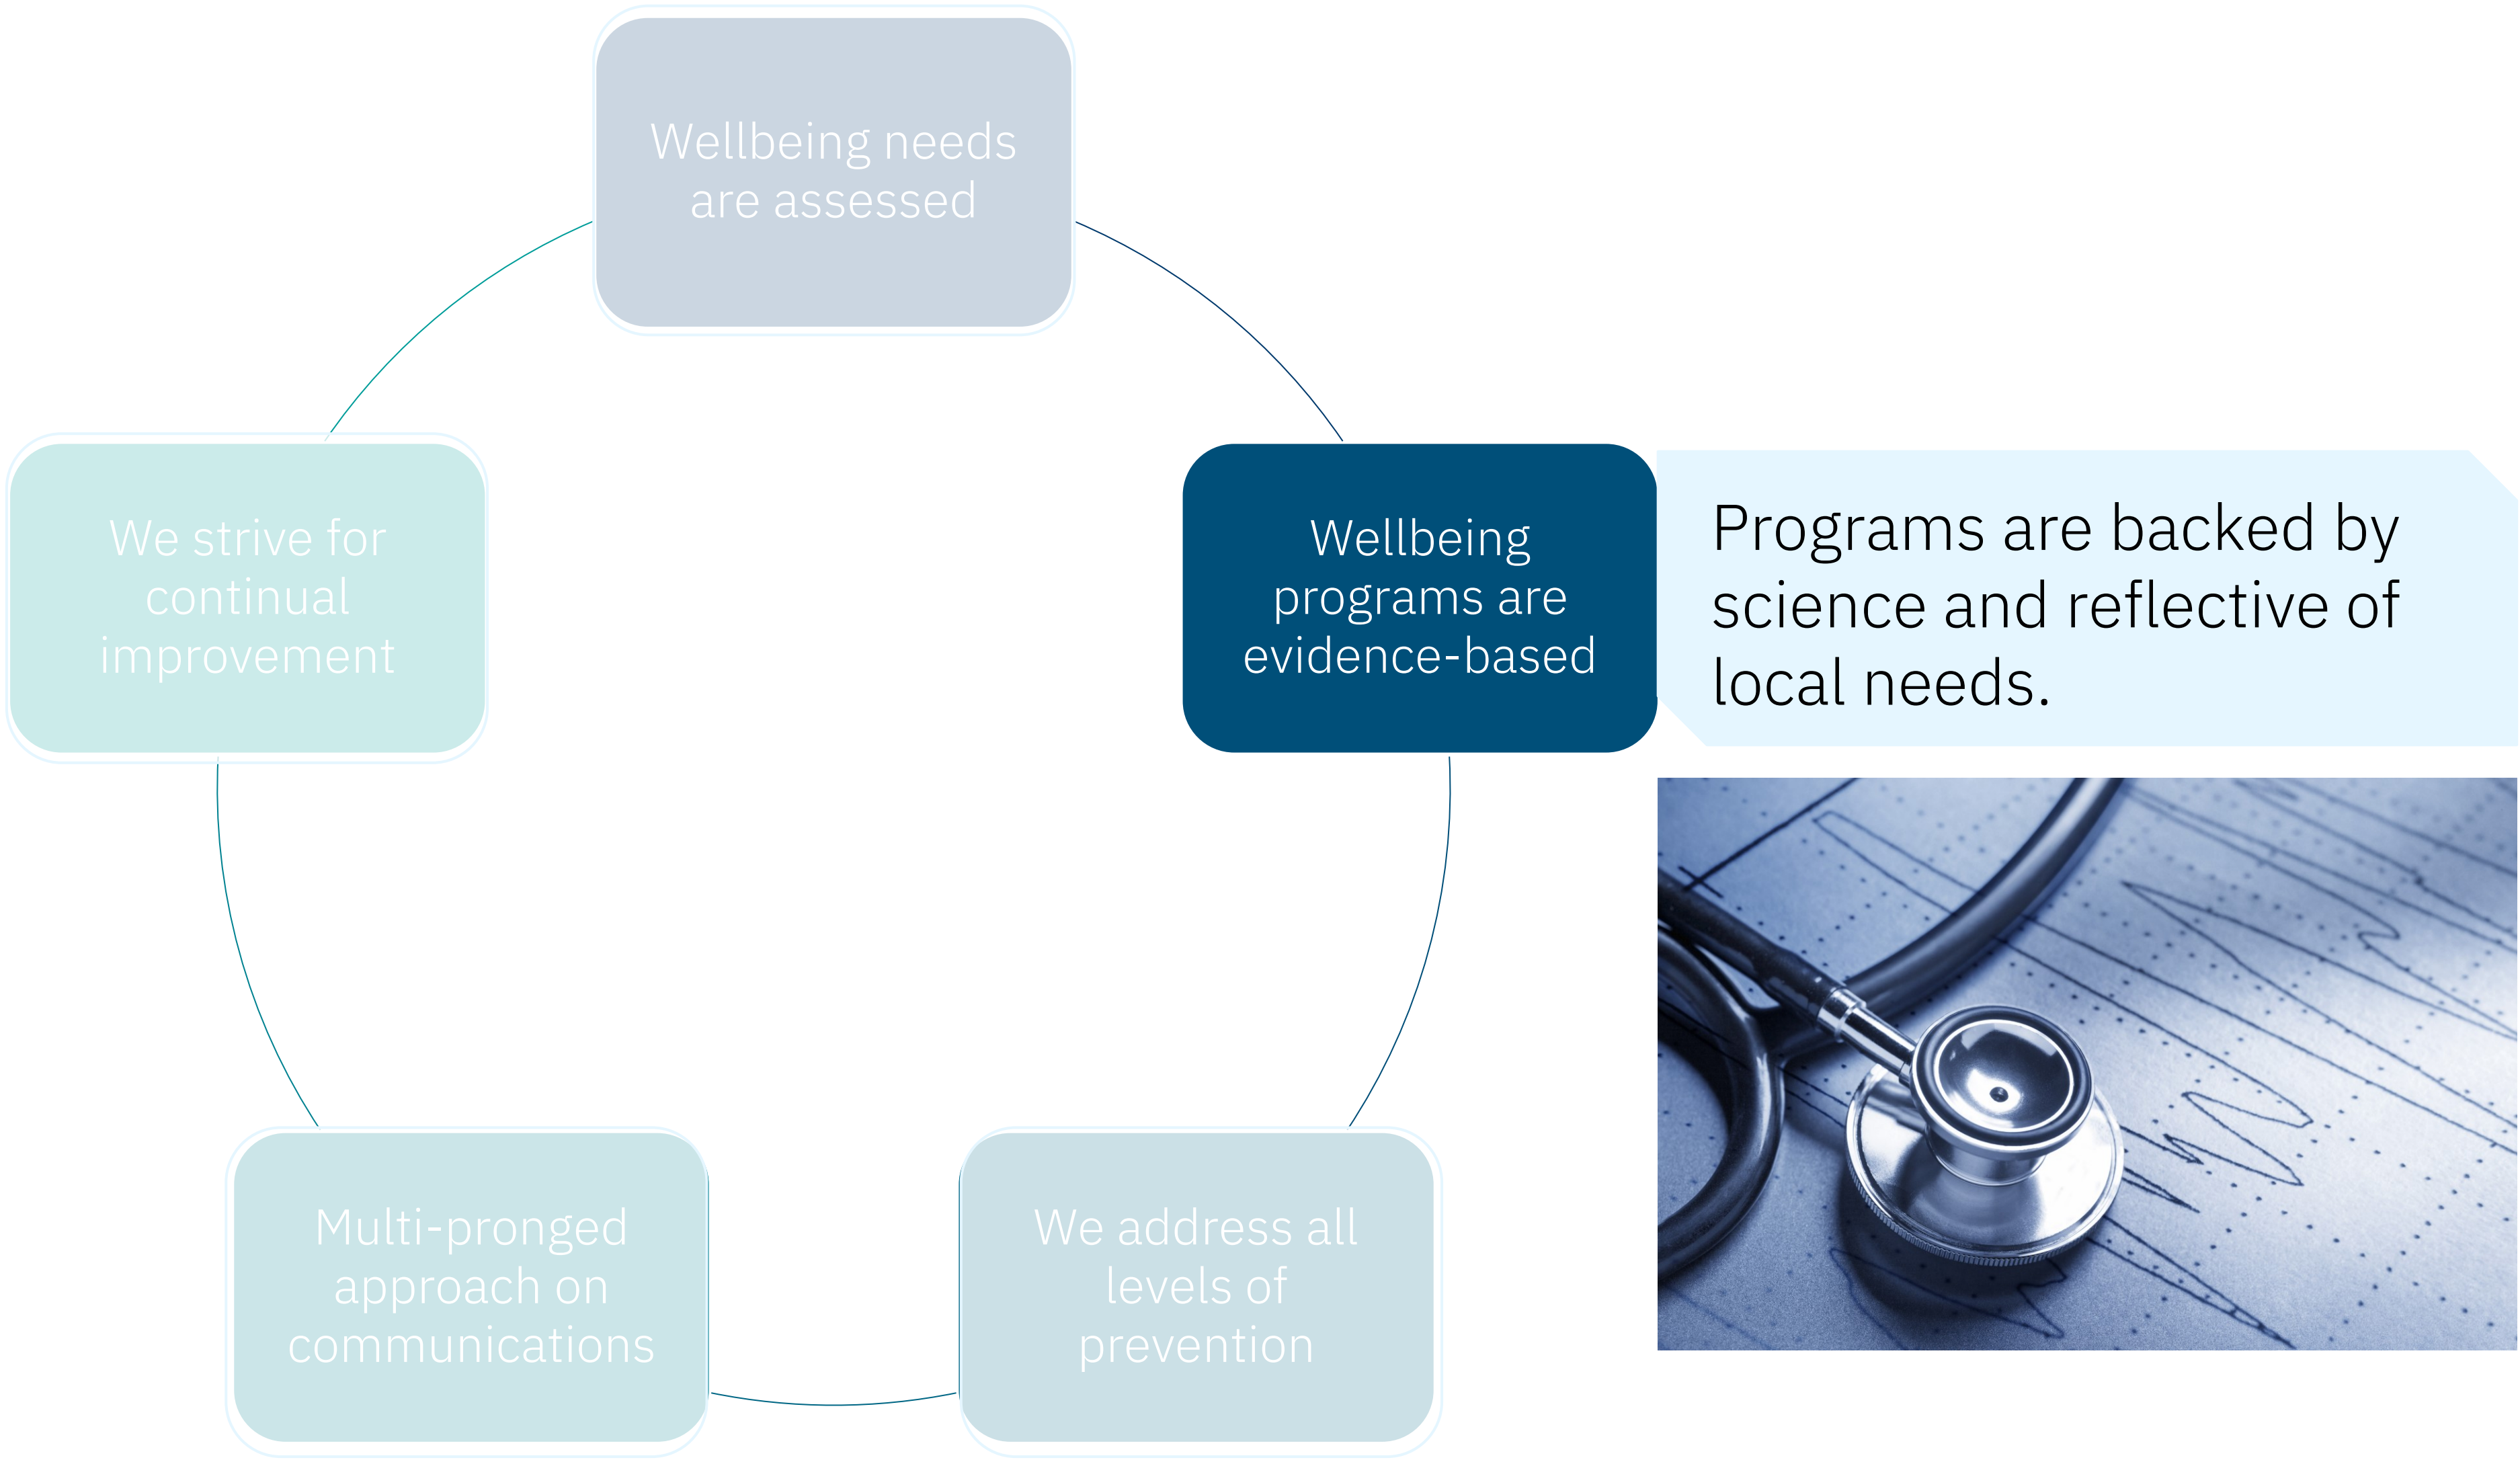 Wellbeing needs
are assessed
Wellbeing
programs are
evidence-based
Programs are backed by
science and reflective of
local needs.
We address all
levels of
prevention
Multi-pronged
approach on
communications
We strive for
continual
improvement